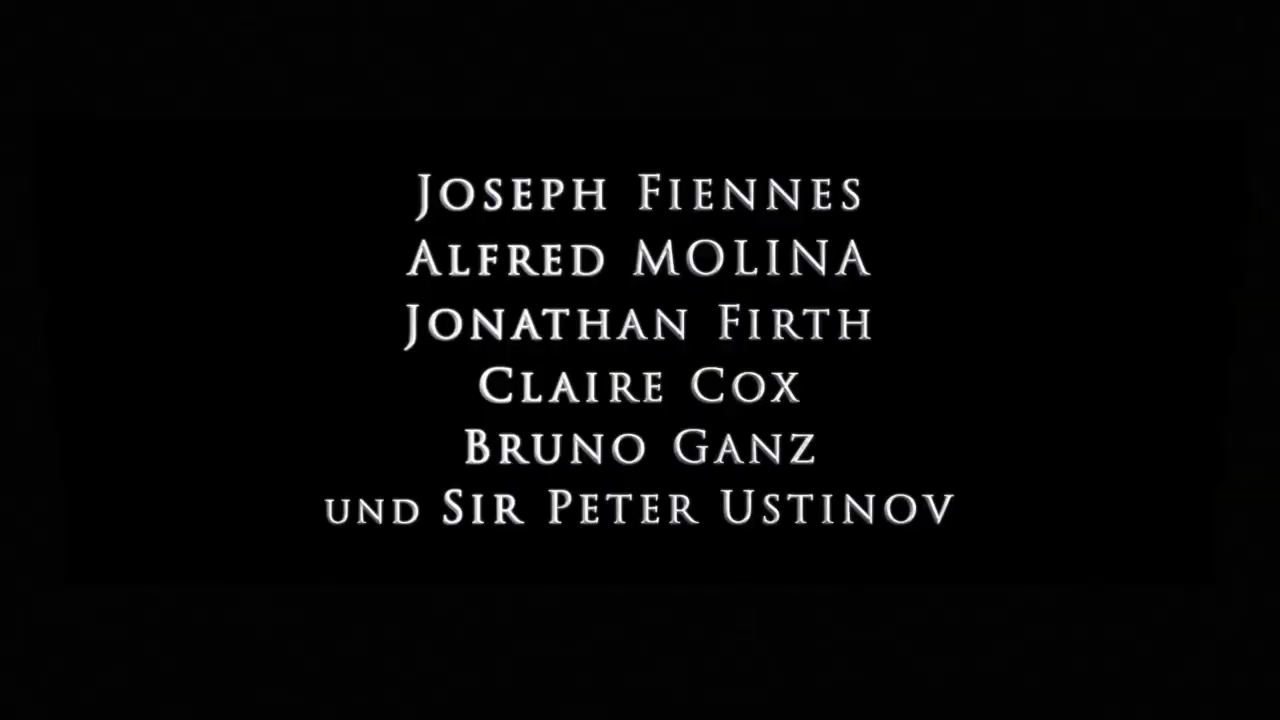 Joseph Fiennes
Alfred MOLINA
Jonathan Firth
Claire Cox
Bruno Ganz
und Sir Peter Ustinov